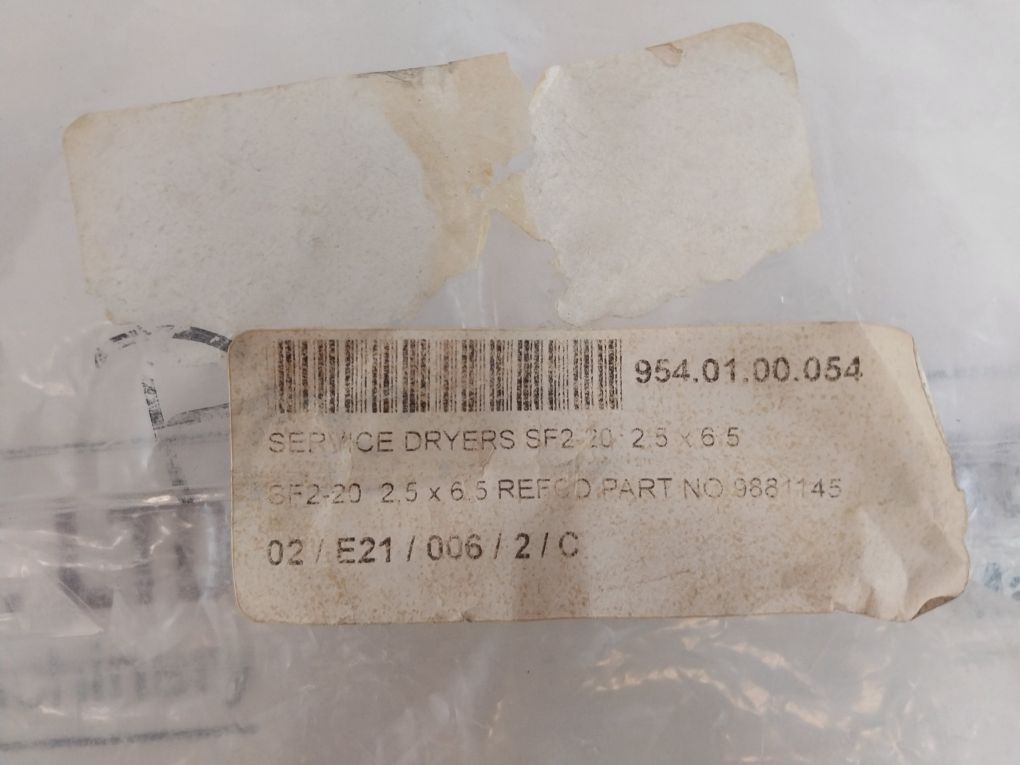 954.01.00.054
SERVICE DRYERS SF2-20 2.5 x 6.5
SF2-20 2.5 x 6.5 REFCO PART NO 9881145
02 / E21 / 006 / 2 / C